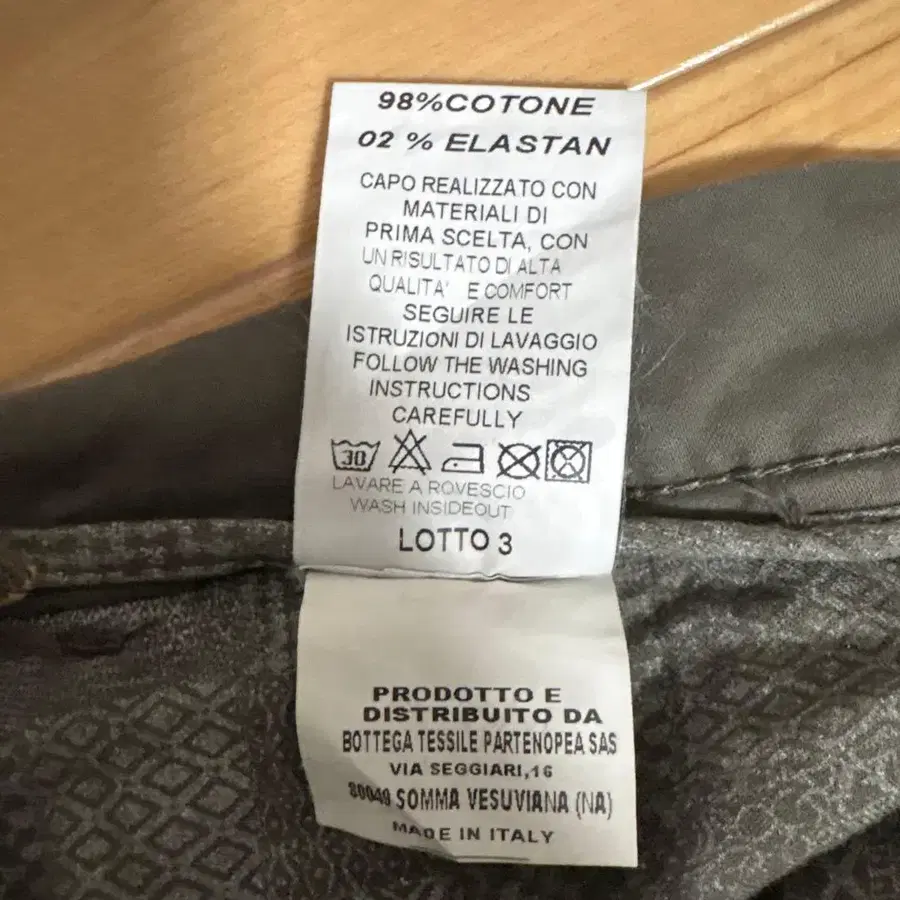 98%COTONE
02 % ELASTAN
CAPO REALIZZATO CON
MATERIALI DI
PRIMA SCELTA, CON
UN RISULTATO DI ALTA
QUALITA' E COMFORT
SEGUIRE LE
ISTRUZIONI DI LAVAGGIO
FOLLOW THE WASHING
INSTRUCTIONS
CAREFULLY
30
LAVARE A ROVESCIO
WASH INSIDEOUT
LOTTO 3
PRODOTTO E
DISTRIBUITO DA
BOTTEGA TESSILE PARTENOPEA SAS
VIA SEGGIARI,16
80049 SOMMA VESUVIANA (NA)
MADE IN ITALY